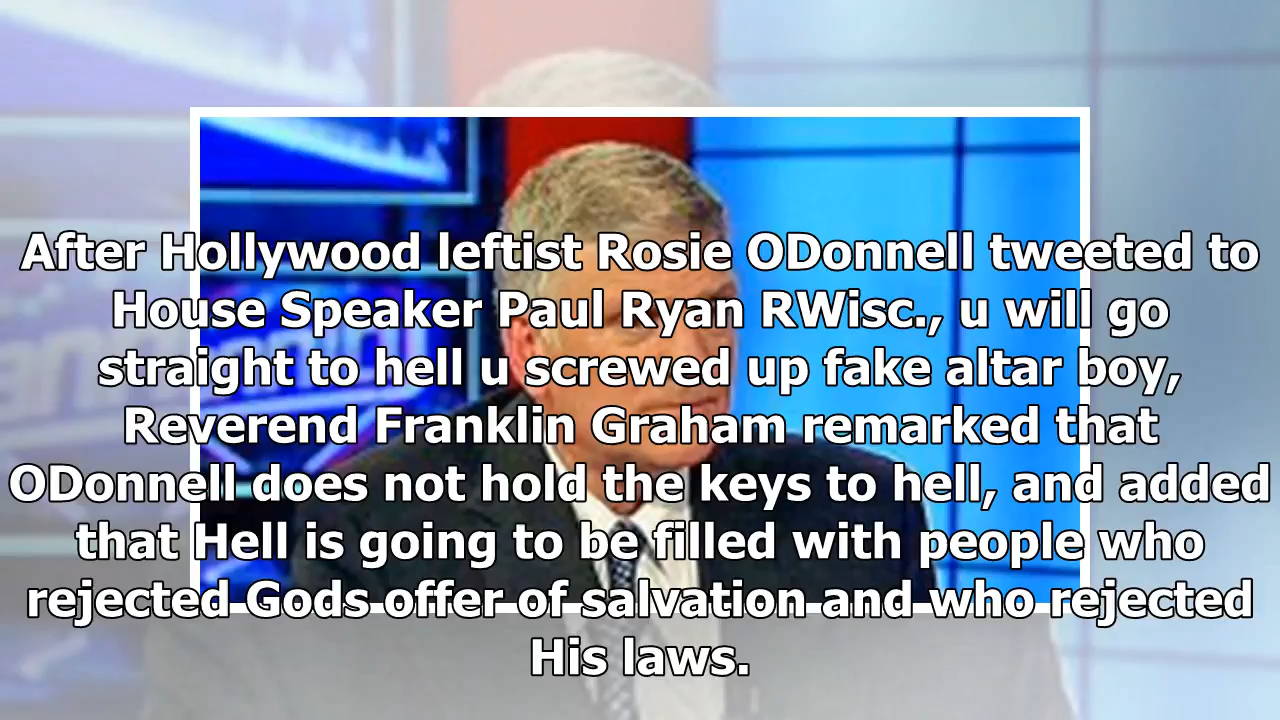 After Hollywood leftist Rosie ODonnell tweeted to
House Speaker Paul Ryan RWisc., u will go
straight to hell u screwed up fake altar boy,
Reverend Franklin Graham remarked that
ODonnell does not hold the keys to hell, and added
that Hell is going to be filled with people who
rejected Gods offer of salvation and who rejected
His laws.